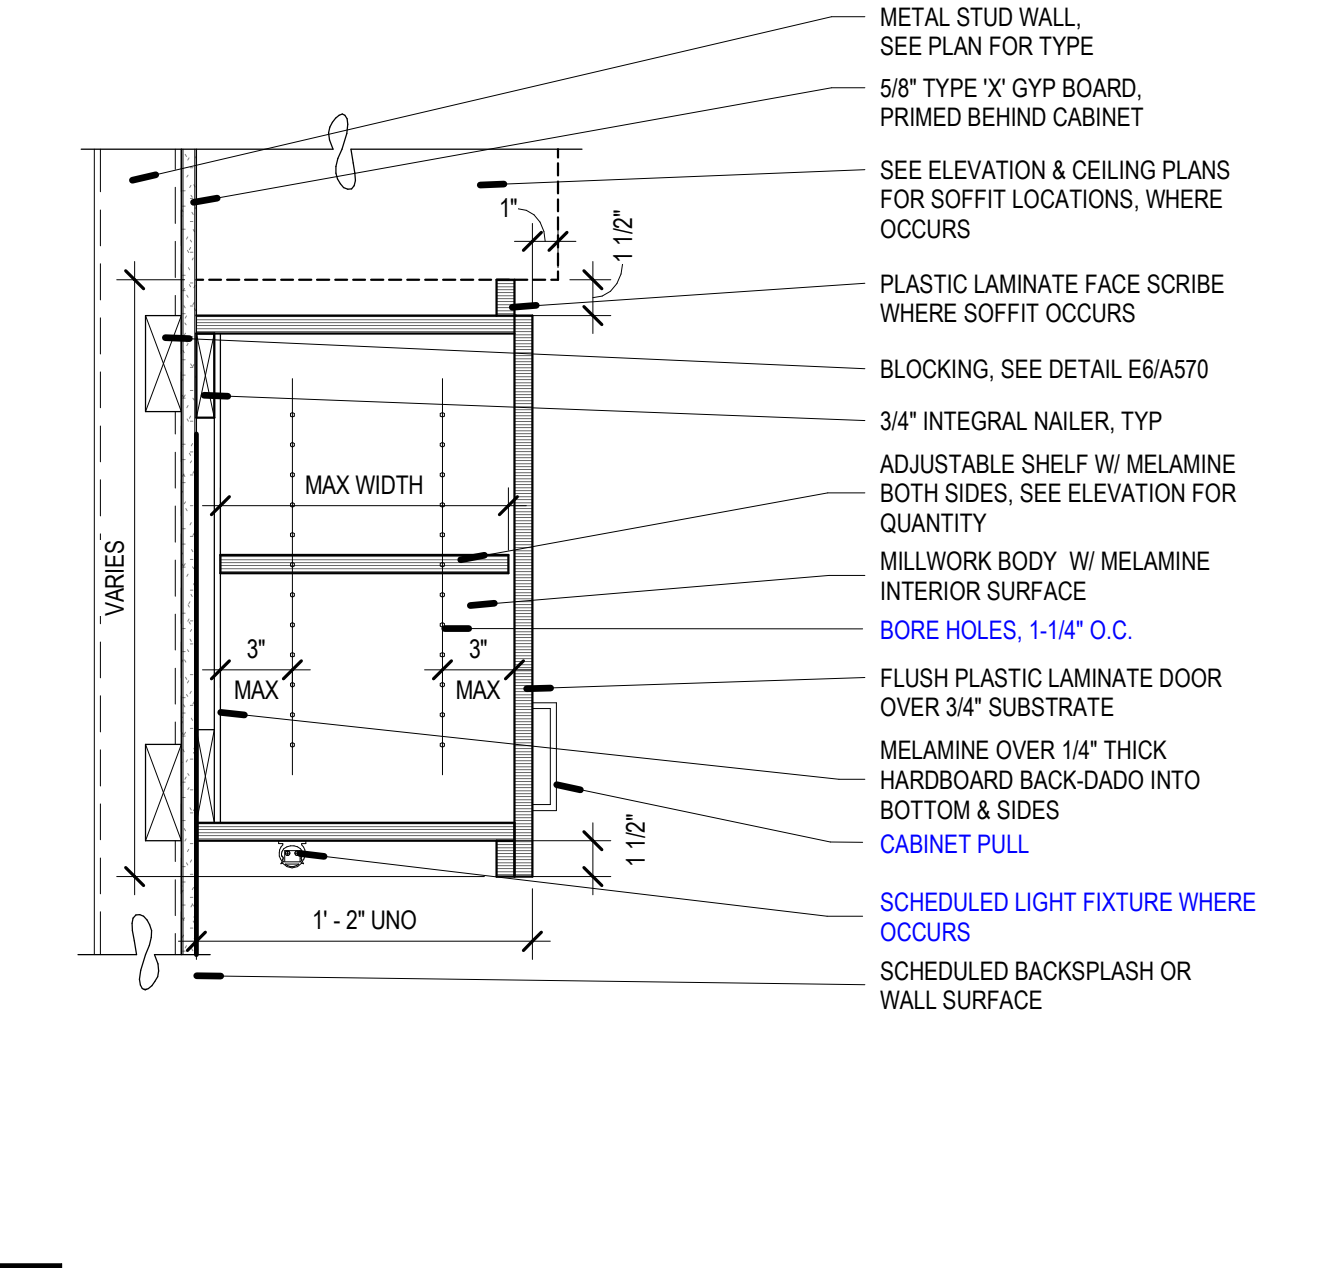 METAL STUD WALL,
SEE PLAN FOR TYPE
5/8" TYPE 'X' GYP BOARD,
PRIMED BEHIND CABINET
SEE ELEVATION & CEILING PLANS
FOR SOFFIT LOCATIONS, WHERE
OCCURS
1"
1 1/2"
PLASTIC LAMINATE FACE SCRIBE
WHERE SOFFIT OCCURS
BLOCKING, SEE DETAIL E6/A570
3/4" INTEGRAL NAILER, TYP
ADJUSTABLE SHELF W/ MELAMINE
BOTH SIDES, SEE ELEVATION FOR
QUANTITY
MAX WIDTH
VARIES
MILLWORK BODY  W/ MELAMINE
INTERIOR SURFACE
BORE HOLES, 1-1/4" O.C.
3"
MAX
3"
MAX
FLUSH PLASTIC LAMINATE DOOR
OVER 3/4" SUBSTRATE
MELAMINE OVER 1/4" THICK
HARDBOARD BACK-DADO INTO
BOTTOM & SIDES
CABINET PULL
1 1/2"
SCHEDULED LIGHT FIXTURE WHERE
OCCURS
1' - 2" UNO
SCHEDULED BACKSPLASH OR
WALL SURFACE